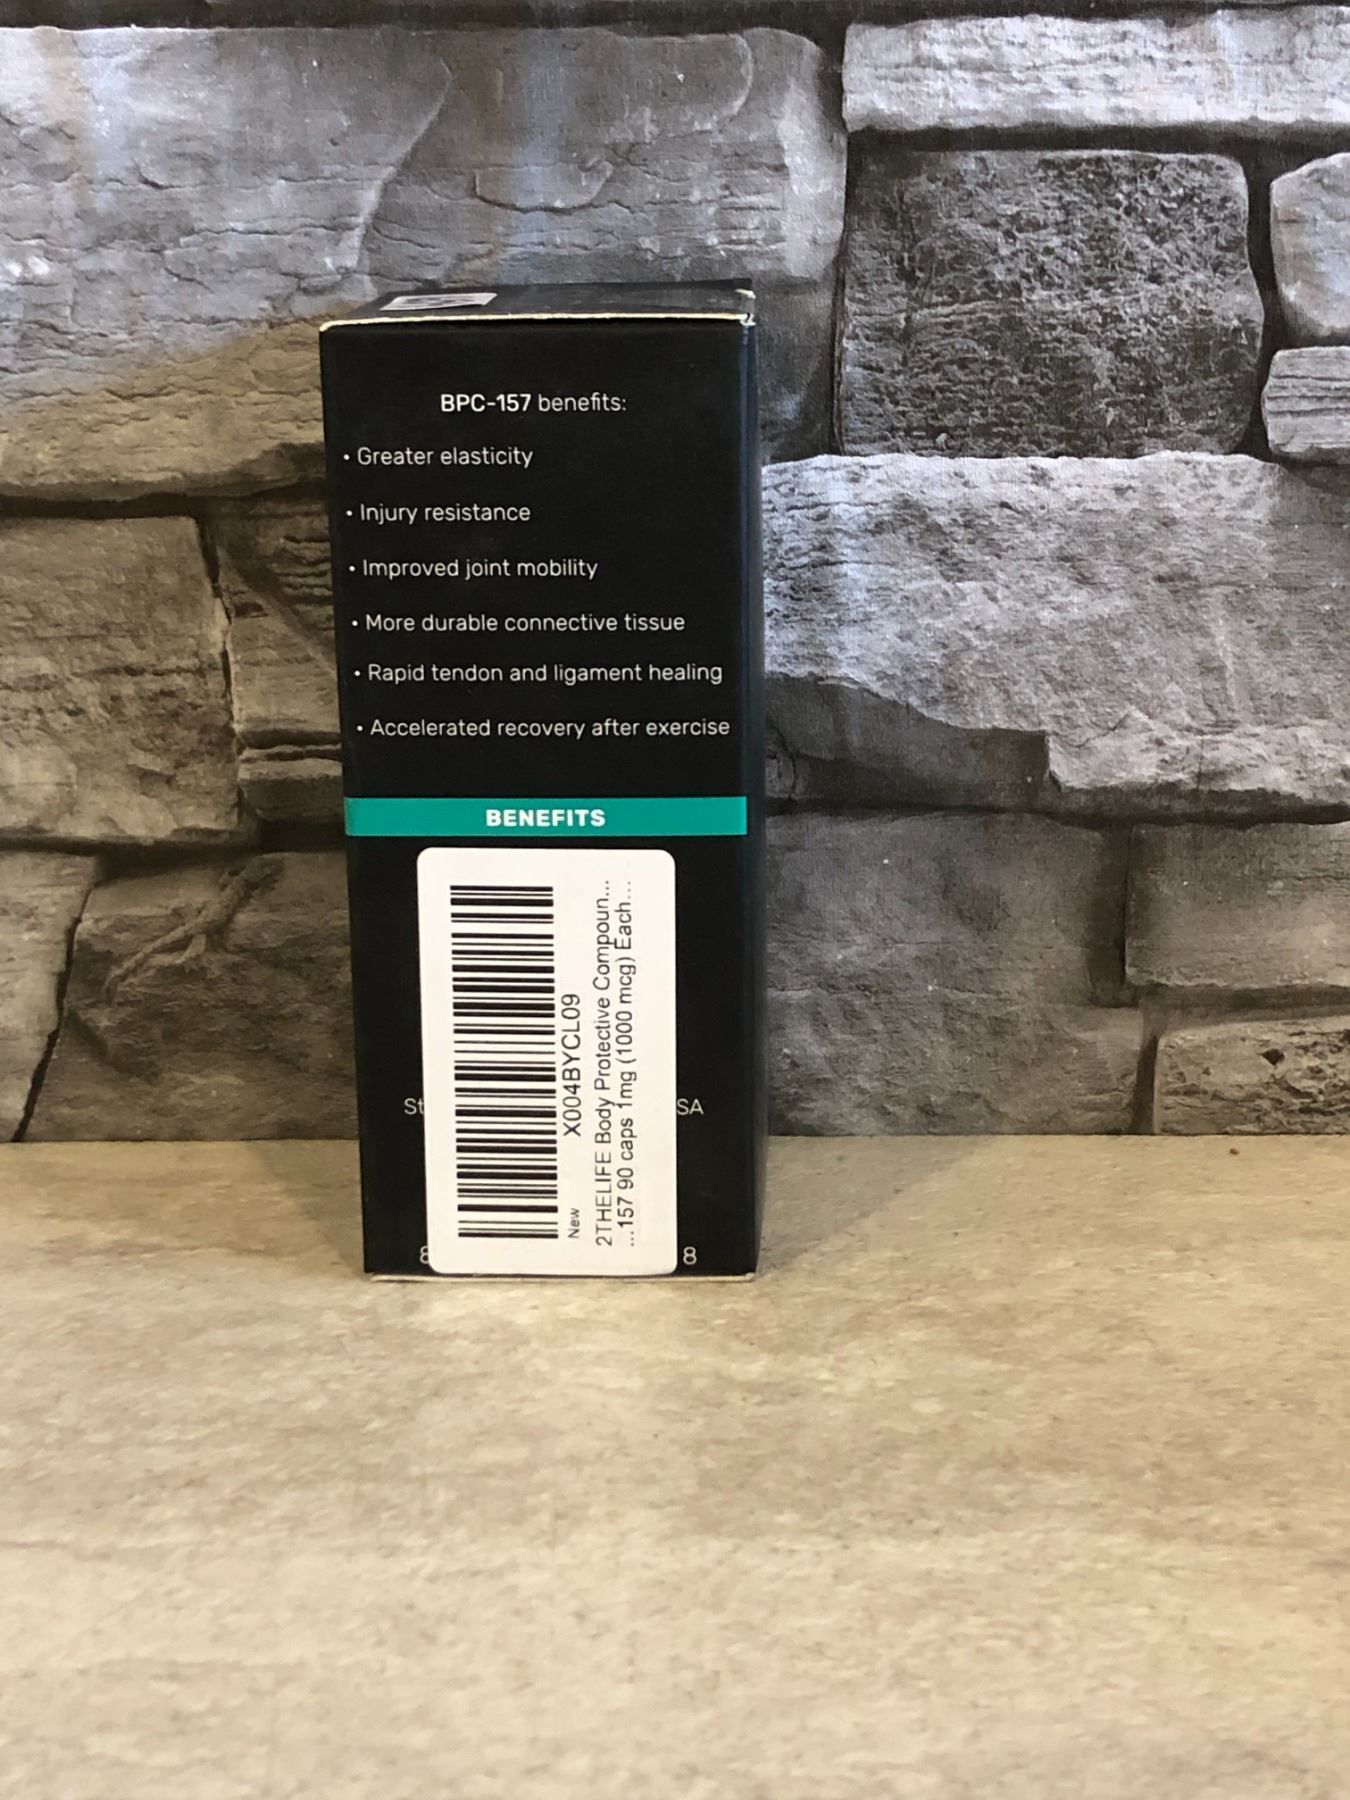 BPC-157 benefits:
• Greater elasticity
• Injury resistance
• Improved joint mobility
• More durable connective tissue
• Rapid tendon and ligament healing
• Accelerated recovery after exercise
BENEFITS
X004BYCL09
New
2THELIFE Body Protective Compoun...
...157 90 caps 1mg (1000 mcg) Each...
St
SA
8
8